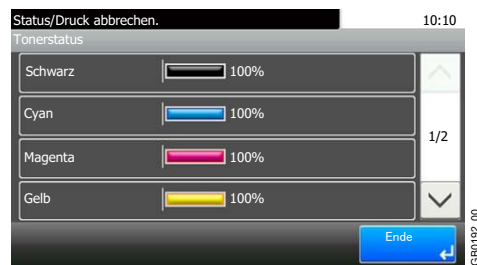 Status/Druck abbrechen. 10:10
Tonerstatus
Schwarz 100%
Cyan 100%
1/2
Magenta 100%
Gelb 100%
Ende
GB0192_00